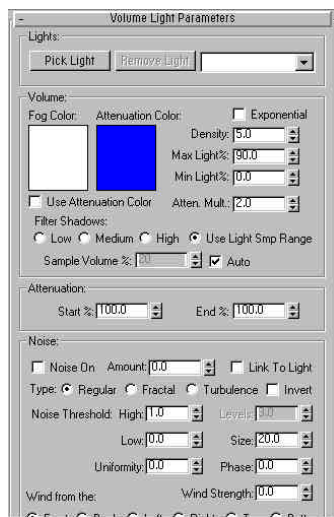 - Volume Light Parameters
Lights:
Pick Light Remove Light
Volume:
Fog Color: Attenuation Color: Exponential
Density: 5.0
Max Light%: 90.0
Min Light%: 0.0
Use Attenuation Color Atten. Mult.: 2.0
Filter Shadows:
Low Medium High Use Light Smp Range
Sample Volume %: 20 Auto
Attenuation:
Start %: 100.0 End %: 100.0
Noise:
Noise On Amount: 0.0 Link To Light
Type: Regular Fractal Turbulence Invert
Noise Threshold: High: 1.0 Levels: 3.0
Low: 0.0 Size: 20.0
Uniformity: 0.0 Phase: 0.0
Wind from the: Wind Strength: 0.0